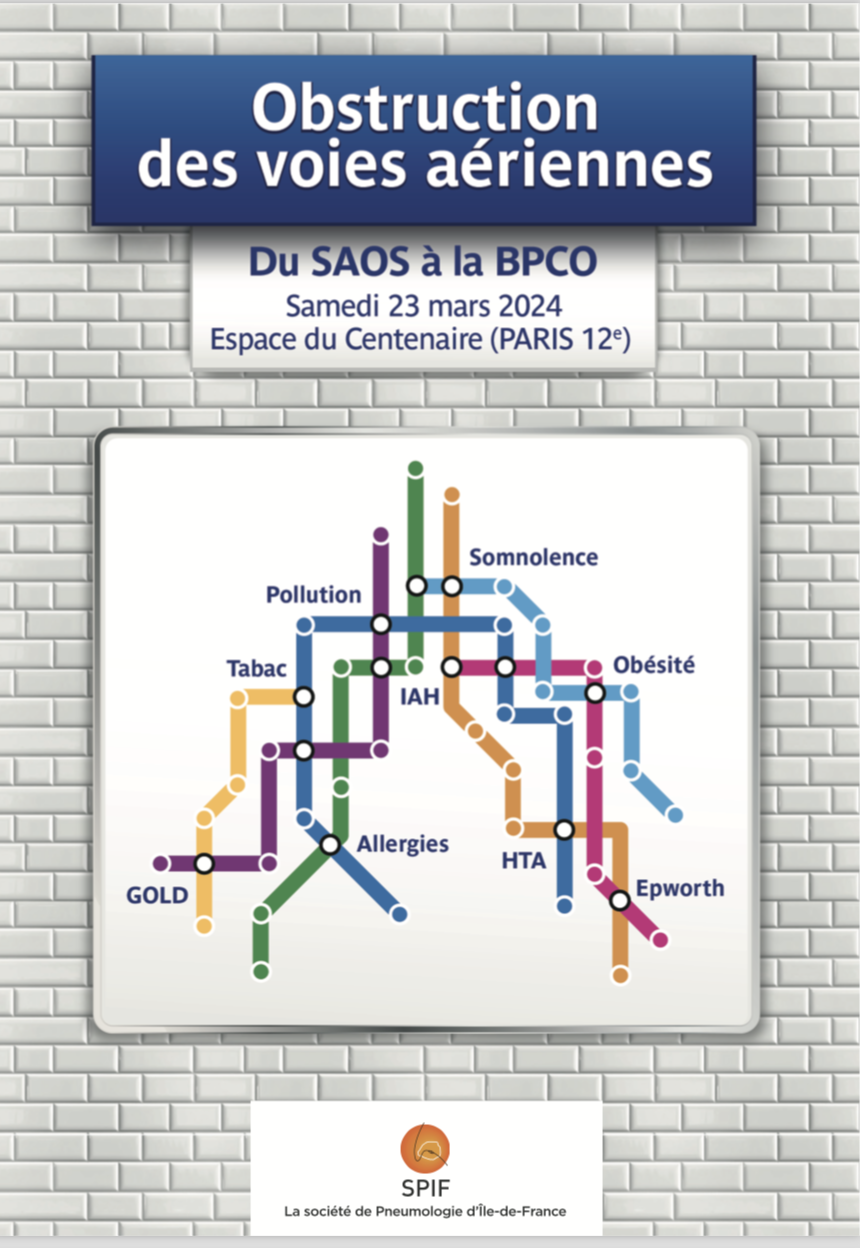 Obstruction
des voies aériennes
Du SAOS à la BPCO
Samedi 23 mars 2024
Espace du Centenaire (PARIS 12e)
Somnolence
Pollution
Tabac
Obésité
IAH
Allergies
HTA
GOLD
Epworth
SPIF
La société de Pneumologie d'Île-de-France